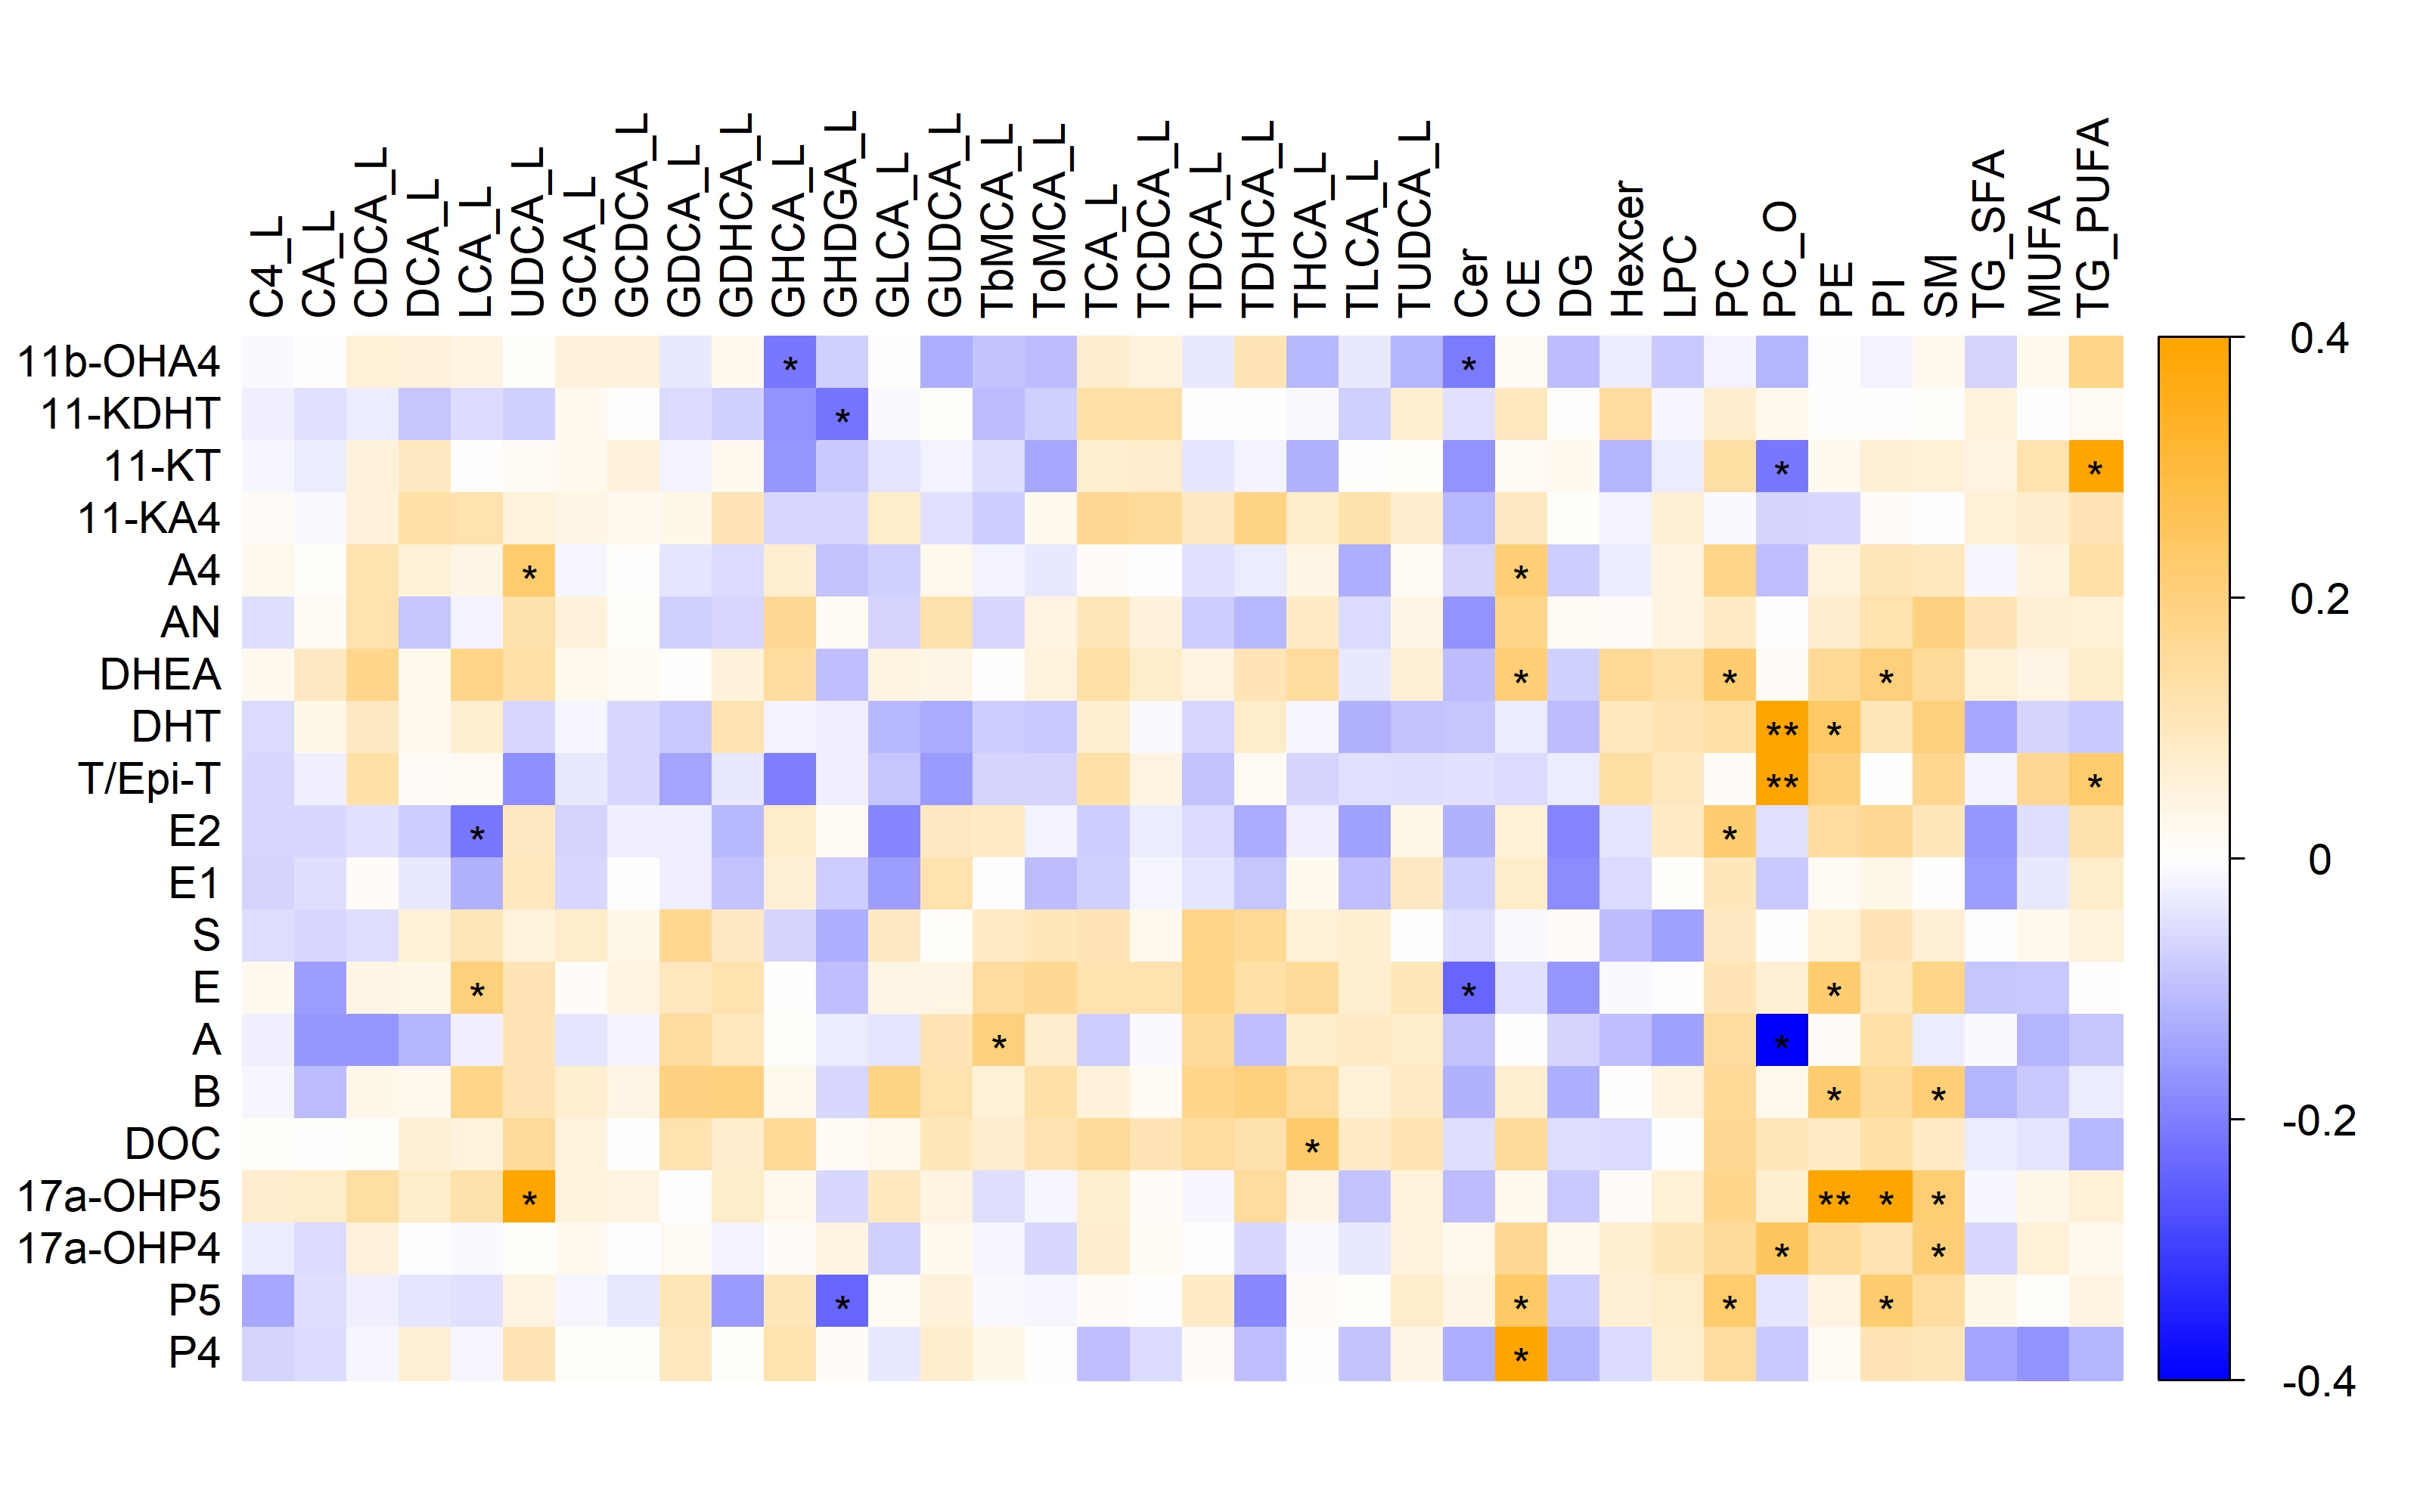 C4_L CA_L CDCA_L DCA_L LCA_L UDCA_L GCA_L GCDCA_L GDCA_L GDHCA_L GHCA_L GHDGA_L GLCA_L GUDCA_L TbMCA_L ToMCA_L TCA_L TCDCA_L TDCA_L TDHCA_L THCA_L TLCA_L TUDCA_L Cer CE DG Hexcer LPC PC PC_O PE PI SM TG_SFA MUFA TG_PUFA
11b-OHA4 * *
11-KDHT *
11-KT * *
11-KA4
A4 * *
AN
DHEA * * *
DHT ** *
T/Epi-T ** *
E2 * *
E1
S
E * * *
A * *
B * *
DOC *
17a-OHP5 * ** * *
17a-OHP4 * *
P5 * * * *
P4 *
0.4
0.2
0
-0.2
-0.4